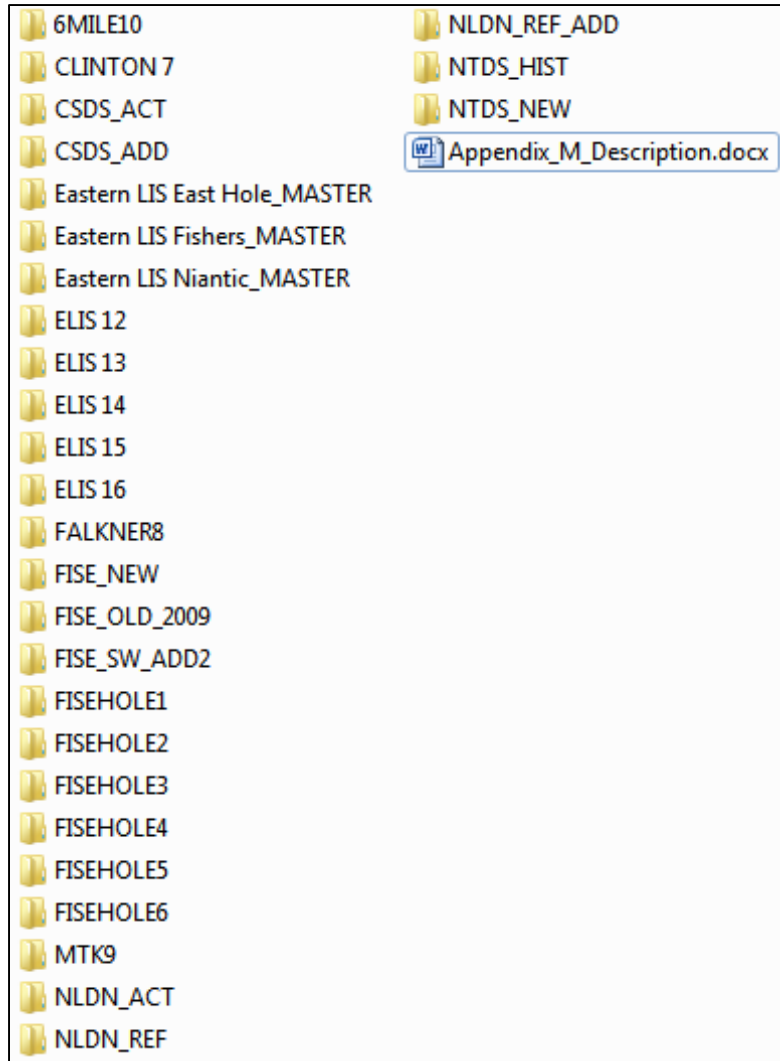 6MILE10
CLINTON 7
CSDS_ACT
CSDS_ADD
Eastern LIS East Hole_MASTER
Eastern LIS Fishers_MASTER
Eastern LIS Niantic_MASTER
ELIS 12
ELIS 13
ELIS 14
ELIS 15
ELIS 16
FALKNER8
FISE_NEW
FISE_OLD_2009
FISE_SW_ADD2
FISEHOLE1
FISEHOLE2
FISEHOLE3
FISEHOLE4
FISEHOLE5
FISEHOLE6
MTK9
NLDN_ACT
NLDN_REF
NLDN_REF_ADD
NTDS_HIST
NTDS_NEW
Appendix_M_Description.docx